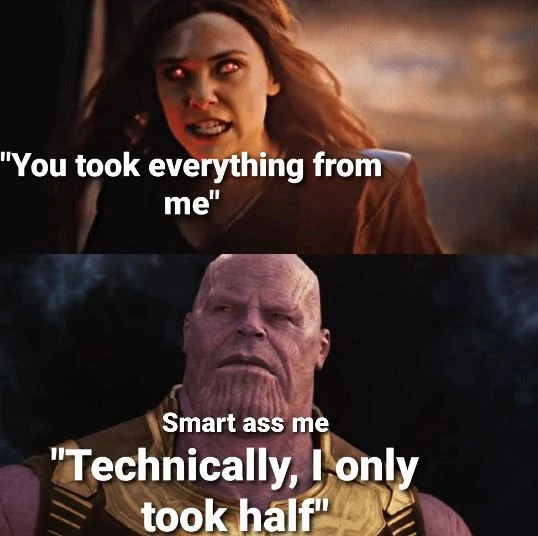 "You took everything from
me"
Smart ass me
"Technically, I only
took half"